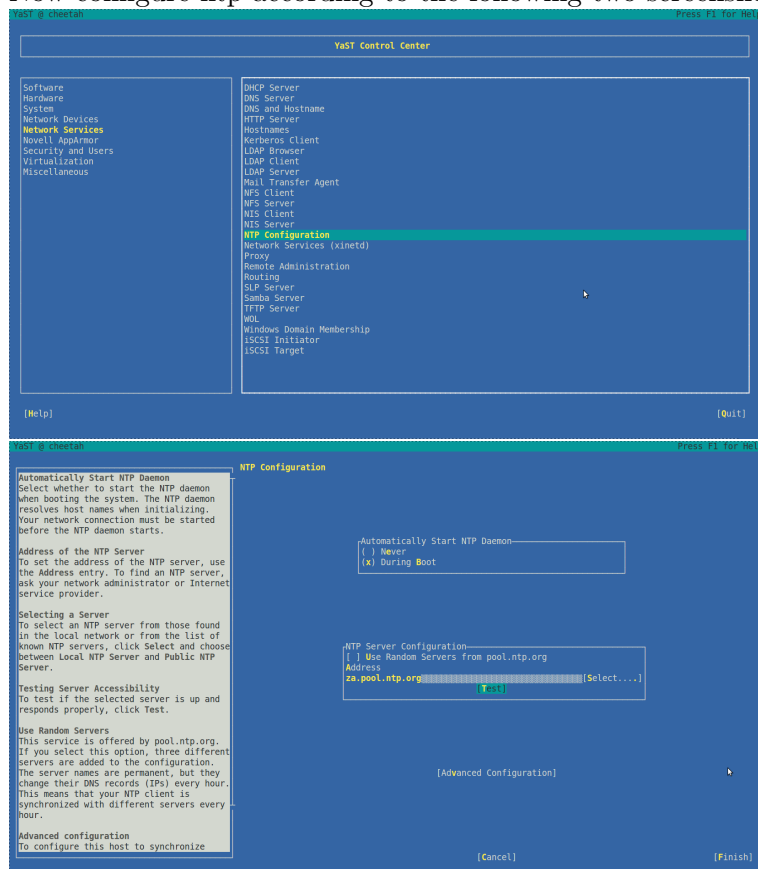 YaST @ cheetah Press F1 for Help
YaST Control Center
Software
Hardware
System
Network Devices
Network Services
Novell AppArmor
Security and Users
Virtualization
Miscellaneous
DHCP Server
DNS Server
DNS and Hostname
HTTP Server
Hostnames
Kerberos Client
LDAP Browser
LDAP Client
LDAP Server
Mail Transfer Agent
NFS Client
NFS Server
NIS Client
NIS Server
NTP Configuration
Network Services (xinetd)
Proxy
Remote Administration
Routing
SLP Server
Samba Server
TFTP Server
WOL
Windows Domain Membership
iSCSI Initiator
iSCSI Target
[Help] [Quit]
YaST @ cheetah Press F1 for Hel
Automatically Start NTP Daemon
Select whether to start the NTP daemon
when booting the system. The NTP daemon
resolves host names when initializing.
Your network connection must be started
before the NTP daemon starts.
Address of the NTP Server
To set the address of the NTP server, use
the Address entry. To find an NTP server,
ask your network administrator or Internet
service provider.
Selecting a Server
To select an NTP server from those found
in the local network or from the list of
known NTP servers, click Select and choose
between Local NTP Server and Public NTP
Server.
Testing Server Accessibility
To test if the selected server is up and
responds properly, click Test.
Use Random Servers
This service is offered by pool.ntp.org.
If you select this option, three different
servers are added to the configuration.
The server names are permanent, but they
change their DNS records (IPs) every hour.
This means that your NTP client is
synchronized with different servers every
hour.
Advanced configuration
To configure this host to synchronize
NTP Configuration
Automatically Start NTP Daemon
( ) Never
(x) During Boot
NTP Server Configuration
[ ] Use Random Servers from pool.ntp.org
Address
za.pool.ntp.org [Select....]
[Test]
[Advanced Configuration]
[Cancel] [Finish]